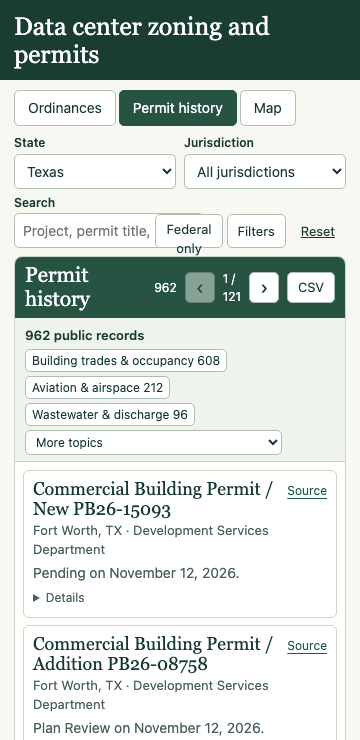 Data center zoning and
permits
Ordinances
Permit history
Map
State
Jurisdiction
Texas
All jurisdictions
Search
Project, permit title,
Federal
only
Filters
Reset
Permit
history
962
‹
1 /
121
›
CSV
962 public records
Building trades & occupancy 608
Aviation & airspace 212
Wastewater & discharge 96
More topics
Commercial Building Permit /
New PB26-15093
Source
Fort Worth, TX · Development Services
Department
Pending on November 12, 2026.
Details
Commercial Building Permit /
Addition PB26-08758
Source
Fort Worth, TX · Development Services
Department
Plan Review on November 12, 2026.